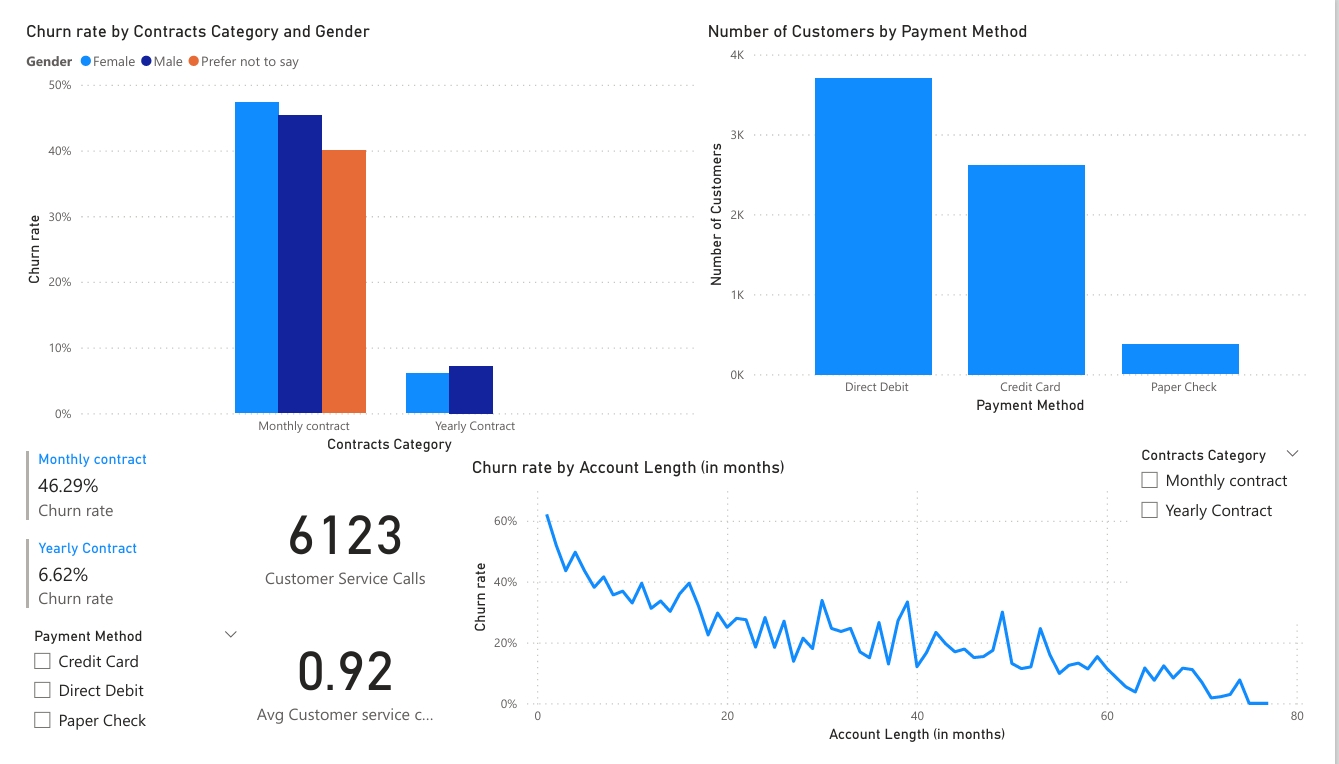 Churn rate by Contracts Category and Gender
Gender Female Male Prefer not to say
50%
40%
30%
20%
10%
0%
Churn rate
Monthly contract Yearly Contract
Contracts Category
Number of Customers by Payment Method
4K
3K
2K
1K
0K
Number of Customers
Direct Debit Credit Card Paper Check
Payment Method
Monthly contract
46.29%
Churn rate
Yearly Contract
6.62%
Churn rate
Payment Method
Credit Card
Direct Debit
Paper Check
6123
Customer Service Calls
0.92
Avg Customer service c...
Churn rate by Account Length (in months)
60%
40%
20%
0%
Churn rate
0 20 40 60 80
Account Length (in months)
Contracts Category
Monthly contract
Yearly Contract